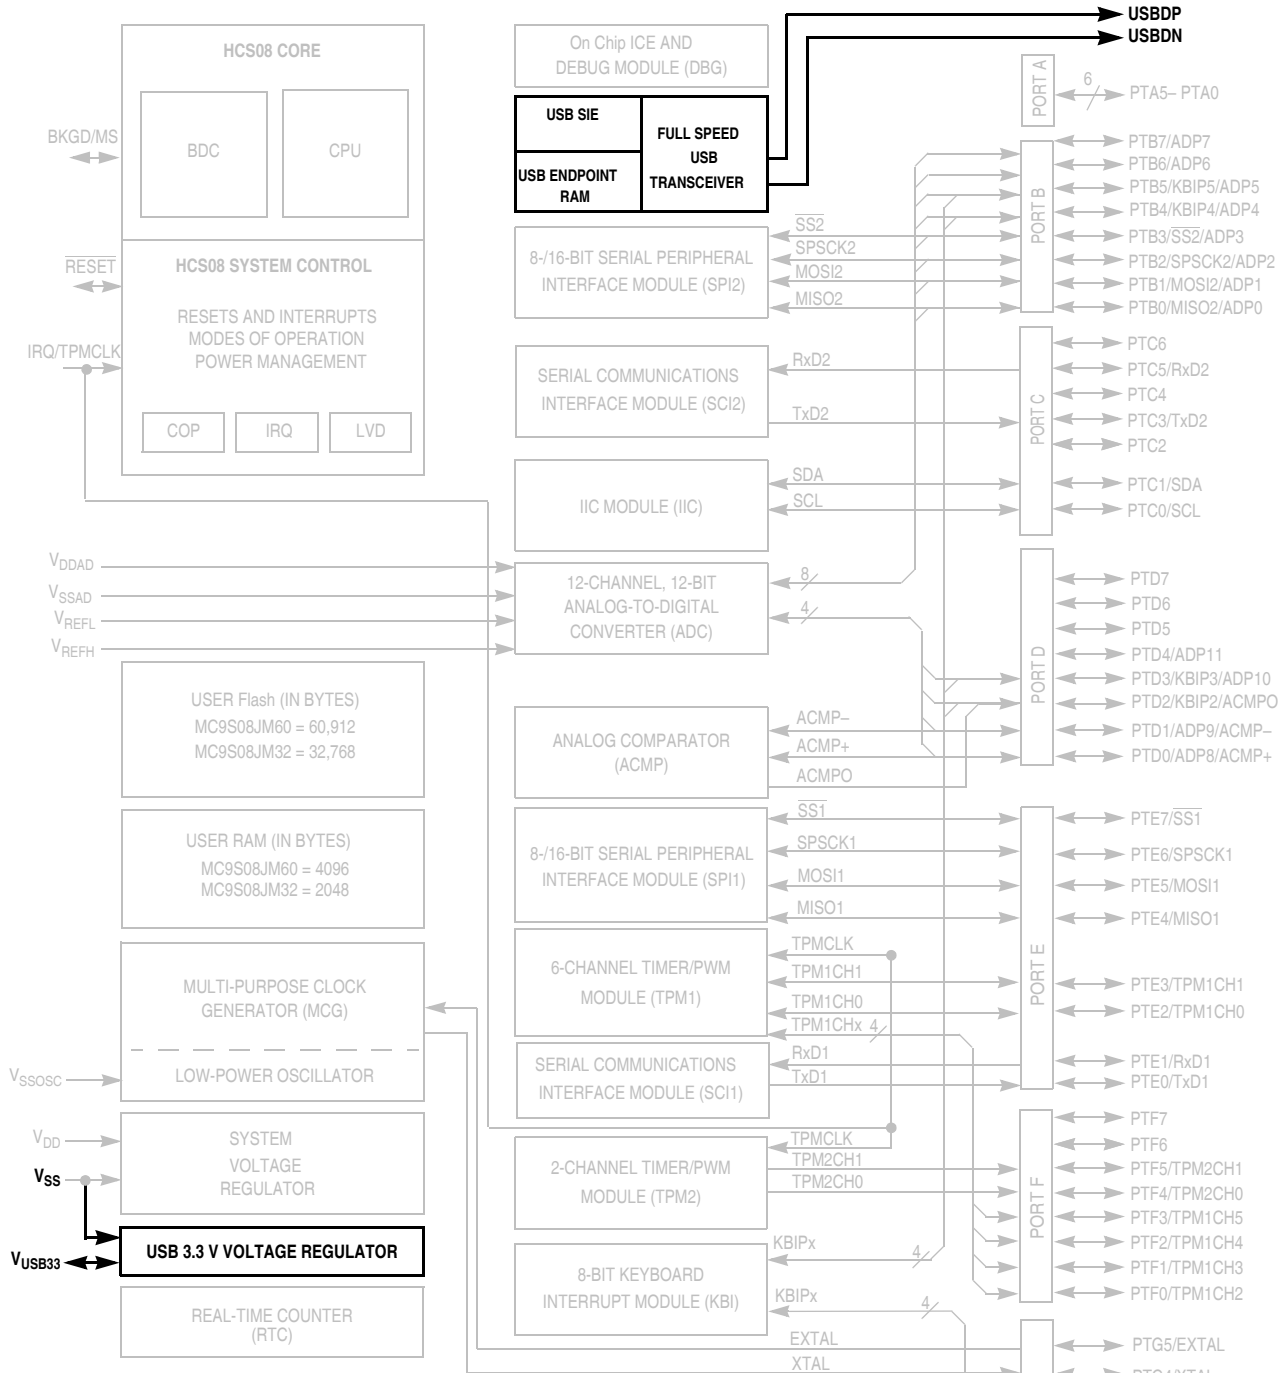 HCS08 CORE
BDC
CPU
BKGD/MS
RESET
HCS08 SYSTEM CONTROL
RESETS AND INTERRUPTS
MODES OF OPERATION
POWER MANAGEMENT
IRQ/TPMCLK
COP
IRQ
LVD
VDDAD
VSSAD
VREFL
VREFH
USER Flash (IN BYTES)
MC9S08JM60 = 60,912
MC9S08JM32 = 32,768
USER RAM (IN BYTES)
MC9S08JM60 = 4096
MC9S08JM32 = 2048
MULTI-PURPOSE CLOCK
GENERATOR (MCG)
LOW-POWER OSCILLATOR
VSSOSC
VDD
SYSTEM
VOLTAGE
REGULATOR
VSS
USB 3.3 V VOLTAGE REGULATOR
VUSB33
REAL-TIME COUNTER
(RTC)
On Chip ICE AND
DEBUG MODULE (DBG)
USB SIE
USB ENDPOINT
RAM
FULL SPEED
USB
TRANSCEIVER
8-/16-BIT SERIAL PERIPHERAL
INTERFACE MODULE (SPI2)
SS2
SPSCK2
MOSI2
MISO2
SERIAL COMMUNICATIONS
INTERFACE MODULE (SCI2)
RxD2
TxD2
IIC MODULE (IIC)
SDA
SCL
12-CHANNEL, 12-BIT
ANALOG-TO-DIGITAL
CONVERTER (ADC)
8
4
ANALOG COMPARATOR
(ACMP)
ACMP–
ACMP+
ACMPO
8-/16-BIT SERIAL PERIPHERAL
INTERFACE MODULE (SPI1)
SS1
SPSCK1
MOSI1
MISO1
6-CHANNEL TIMER/PWM
MODULE (TPM1)
TPMCLK
TPM1CH1
TPM1CH0
TPM1CHx 4
SERIAL COMMUNICATIONS
INTERFACE MODULE (SCI1)
RxD1
TxD1
2-CHANNEL TIMER/PWM
MODULE (TPM2)
TPMCLK
TPM2CH1
TPM2CH0
8-BIT KEYBOARD
INTERRUPT MODULE (KBI)
KBIPx
4
KBIPx
4
EXTAL
XTAL
USBDP
USBDN
PORT A
6
PTA5– PTA0
PORT B
PTB7/ADP7
PTB6/ADP6
PTB5/KBIP5/ADP5
PTB4/KBIP4/ADP4
PTB3/SS2/ADP3
PTB2/SPSCK2/ADP2
PTB1/MOSI2/ADP1
PTB0/MISO2/ADP0
PORT C
PTC6
PTC5/RxD2
PTC4
PTC3/TxD2
PTC2
PTC1/SDA
PTC0/SCL
PORT D
PTD7
PTD6
PTD5
PTD4/ADP11
PTD3/KBIP3/ADP10
PTD2/KBIP2/ACMPO
PTD1/ADP9/ACMP–
PTD0/ADP8/ACMP+
PORT E
PTE7/SS1
PTE6/SPSCK1
PTE5/MOSI1
PTE4/MISO1
PTE3/TPM1CH1
PTE2/TPM1CH0
PTE1/RxD1
PTE0/TxD1
PORT F
PTF7
PTF6
PTF5/TPM2CH1
PTF4/TPM2CH0
PTF3/TPM1CH5
PTF2/TPM1CH4
PTF1/TPM1CH3
PTF0/TPM1CH2
PTG5/EXTAL